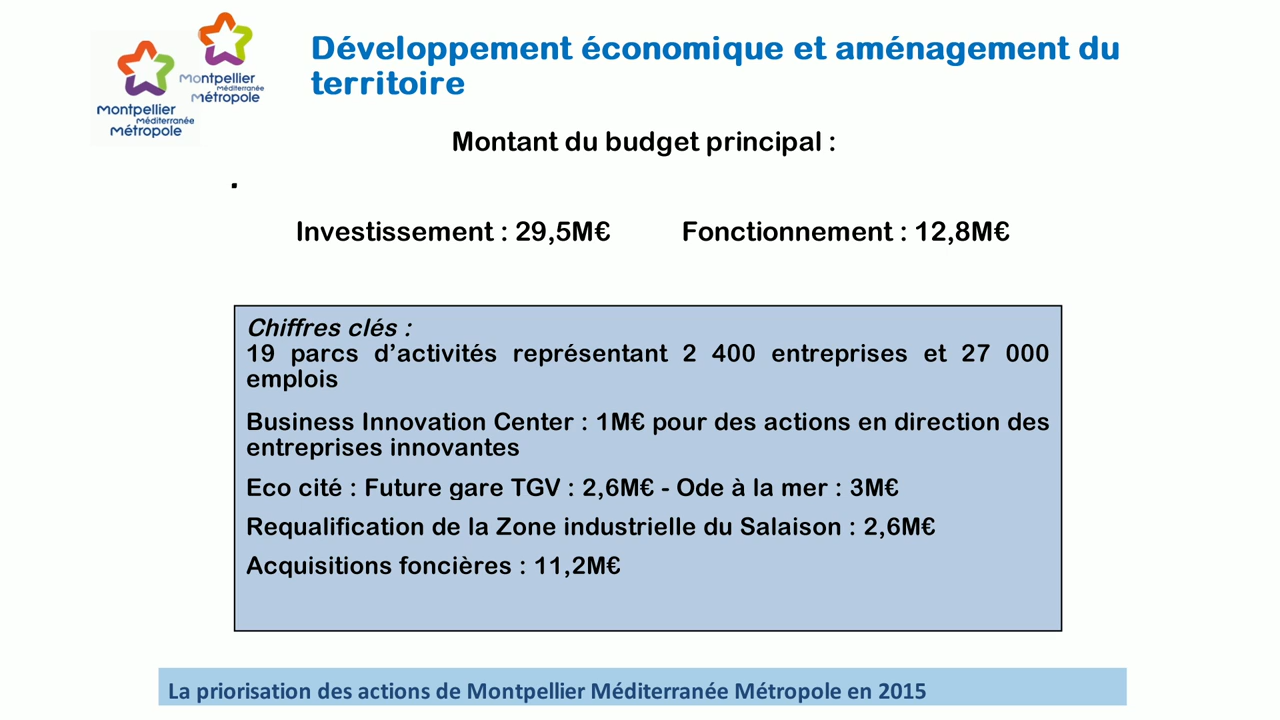 montpellier
méditerranée
métropole
montpellier
méditerranée
métropole
Développement économique et aménagement du
territoire
Montant du budget principal :
.
Investissement : 29,5M€ Fonctionnement : 12,8M€
Chiffres clés :
19 parcs d'activités représentant 2 400 entreprises et 27 000
emplois
Business Innovation Center : 1M€ pour des actions en direction des
entreprises innovantes
Eco cité : Future gare TGV : 2,6M€ - Ode à la mer : 3M€
Requalification de la Zone industrielle du Salaison : 2,6M€
Acquisitions foncières : 11,2M€
La priorisation des actions de Montpellier Méditerranée Métropole en 2015